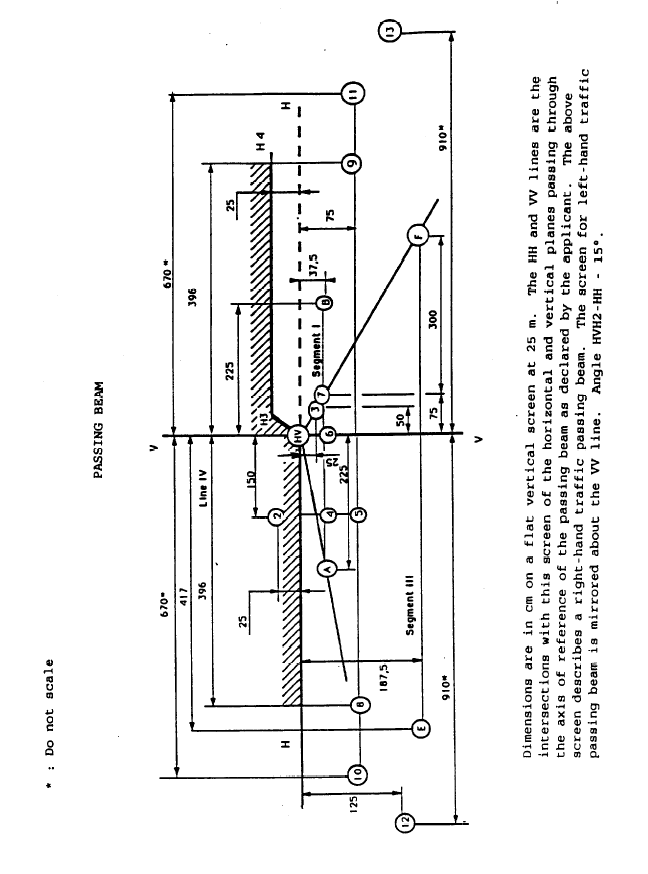 * : Do not scale
PASSING BEAM
V
670* 670*
417
396 Line IV 396
150 225
H3 H 4
25 25
2
H HV H
25
3 7 Segment I 37,5 75
A 4 6 B
225
10 8 5 9 11
187,5
125 Segment III 50
E 75 300 F
12 13
910* 910*
V
Dimensions are in cm on a flat vertical screen at 25 m. The HH and VV lines are the
intersections with this screen of the horizontal and vertical planes passing through
the axis of reference of the passing beam as declared by the applicant. The above
screen describes a right-hand traffic passing beam. The screen for left-hand traffic
passing beam is mirrored about the VV line. Angle HVH2-HH - 15°.